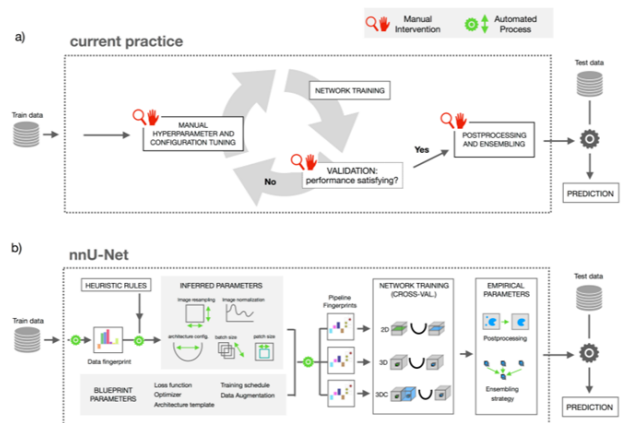 Manual
Intervention
Automated
Process
a)
current practice
Train data
MANUAL
HYPERPARAMETER AND
CONFIGURATION TUNING
NETWORK TRAINING
No
VALIDATION:
performance satisfying?
Yes
POSTPROCESSING
AND ENSEMBLING
Test data
PREDICTION
b)
nnU-Net
Train data
HEURISTIC RULES
Data fingerprint
INFERRED PARAMETERS
image resampling
image normalization
architecture config.
batch size
patch size
BLUEPRINT
PARAMETERS
Loss function
Optimizer
Architecture template
Training schedule
Data Augmentation
Pipeline
Fingerprints
NETWORK TRAINING
(CROSS-VAL.)
2D
3D
3DC
EMPIRICAL
PARAMETERS
Postprocessing
Ensembling
strategy
Test data
PREDICTION